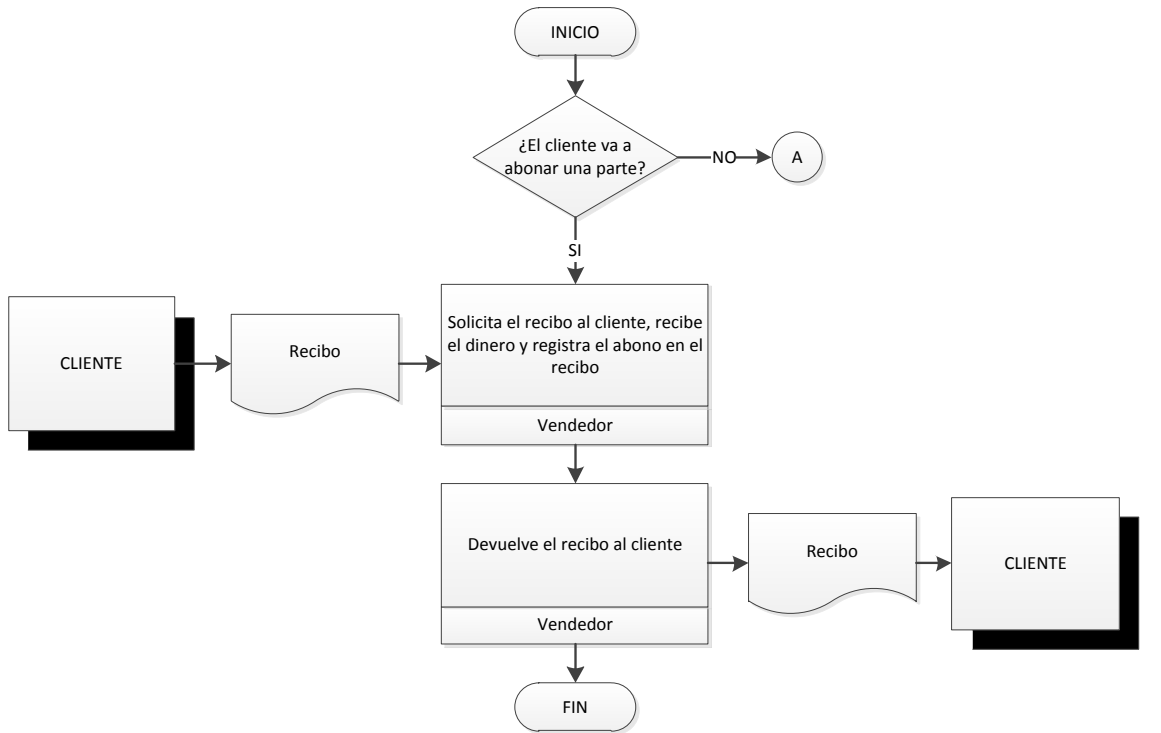 INICIO
¿El cliente va a
abonar una parte?
NO
A
SI
CLIENTE
Recibo
Solicita el recibo al cliente, recibe
el dinero y registra el abono en el
recibo
Vendedor
Devuelve el recibo al cliente
Vendedor
Recibo
CLIENTE
FIN